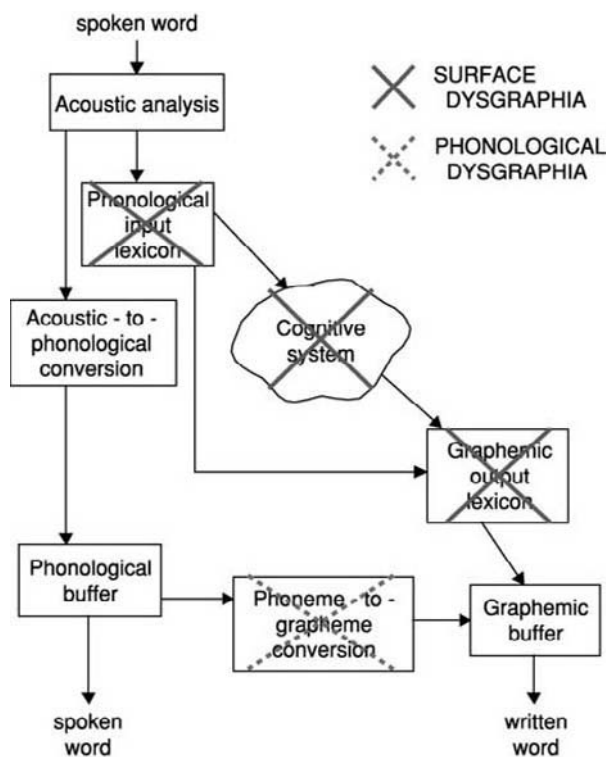 spoken word
Acoustic analysis
SURFACE
DYSGRAPHIA
PHONOLOGICAL
DYSGRAPHIA
Phonological
input
lexicon
Acoustic - to -
phonological
conversion
Cognitive
system
Graphemic
output
lexicon
Phonological
buffer
Phoneme - to -
grapheme
conversion
Graphemic
buffer
spoken
word
written
word